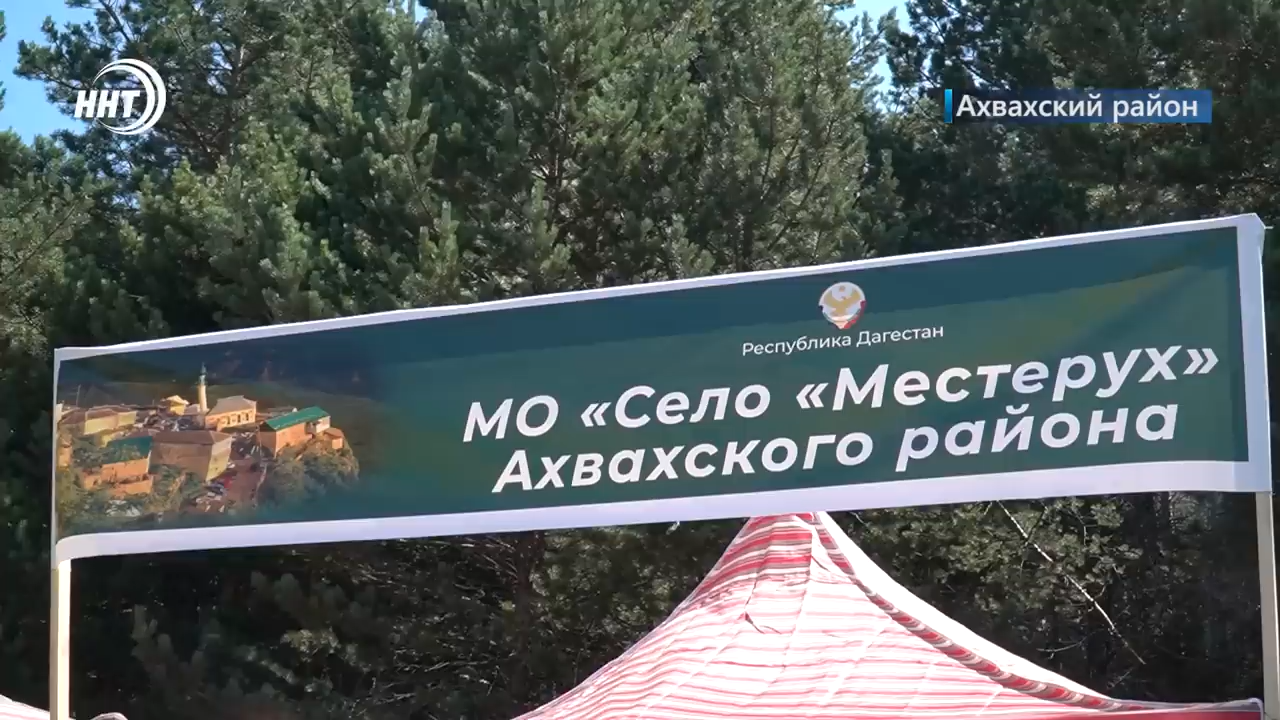 ННТ
Ахвахский район
Республика Дагестан
МО «Село «Местерух»
Ахвахского района